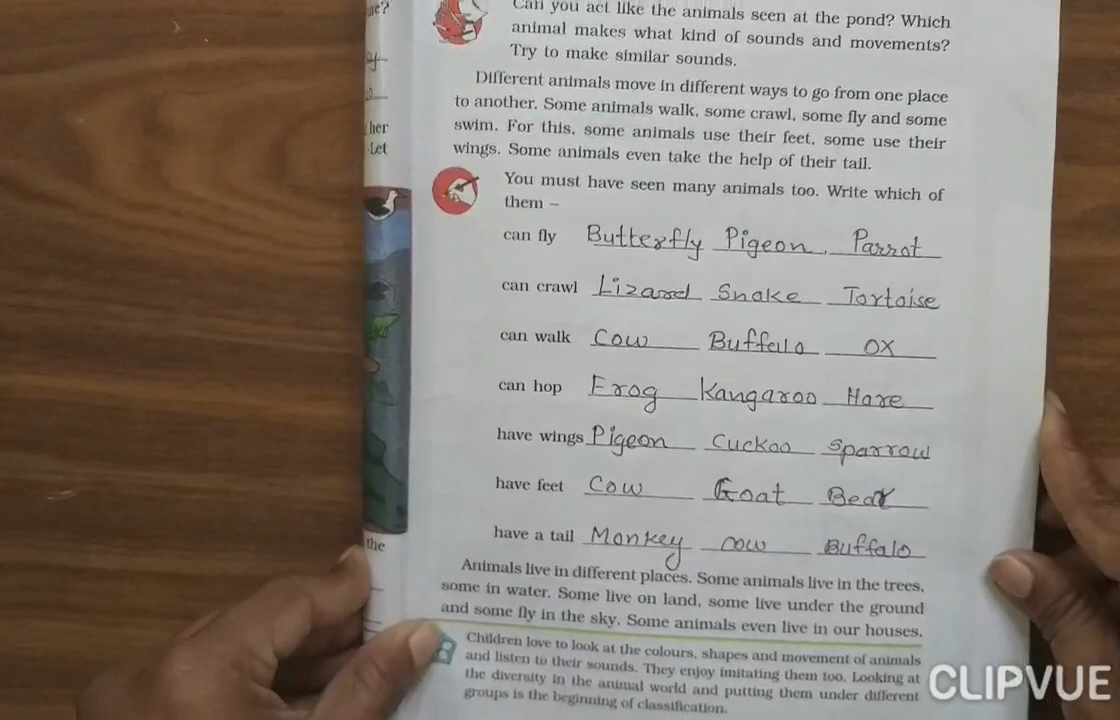 ue?
Can you act like the animals seen at the pond? Which
animal makes what kind of sounds and movements?
Try to make similar sounds.
Different animals move in different ways to go from one place
to another. Some animals walk, some crawl, some fly and some
swim. For this, some animals use their feet, some use their
wings. Some animals even take the help of their tail.
her
Let
You must have seen many animals too. Write which of
them –
can fly Butterfly Pigeon, Parrot
can crawl Lizard Snake Tortoise
can walk Cow Buffalo OX
can hop Frog Kangaroo Hare
have wings Pigeon Cuckoo Sparrow
have feet Cow Goat Bear
have a tail Monkey cow Buffalo
the
Animals live in different places. Some animals live in the trees,
some in water. Some live on land, some live under the ground
and some fly in the sky. Some animals even live in our houses.
Children love to look at the colours, shapes and movement of animals
and listen to their sounds. They enjoy imitating them too. Looking at
the diversity in the animal world and putting them under different
groups is the beginning of classification.
CLIPVUE